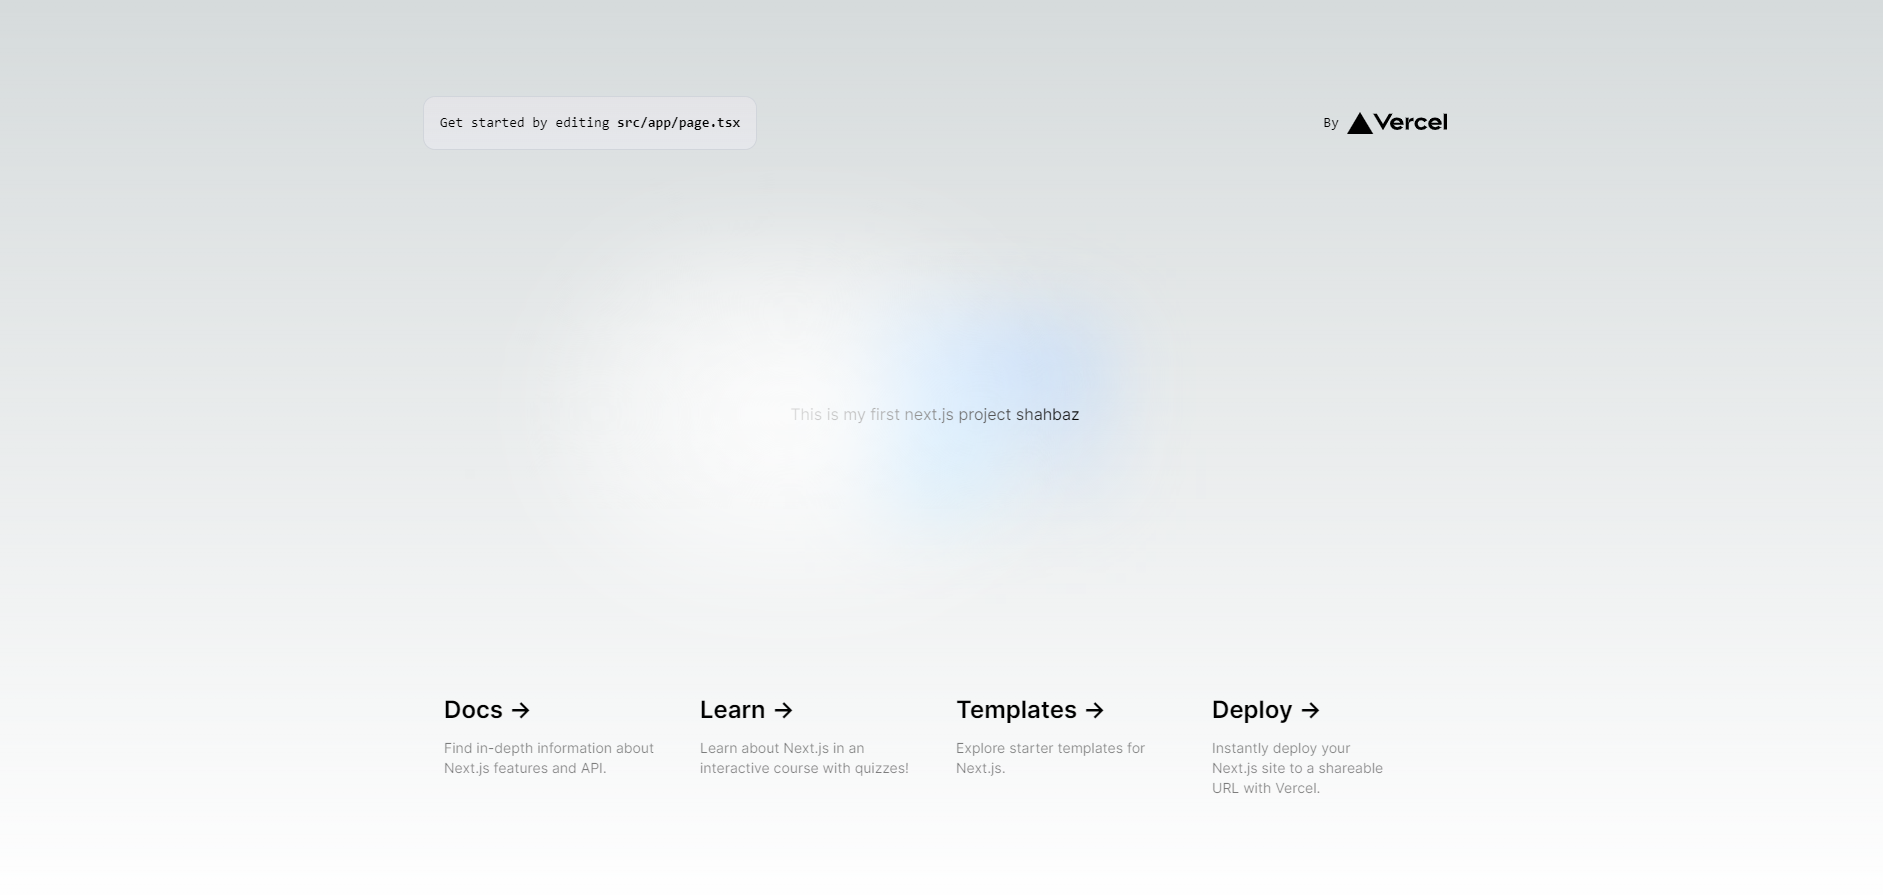 Get started by editing src/app/page.tsx
By Vercel
This is my first next.js project shahbaz
Docs →
Find in-depth information about
Next.js features and API.
Learn →
Learn about Next.js in an
interactive course with quizzes!
Templates →
Explore starter templates for
Next.js.
Deploy →
Instantly deploy your
Next.js site to a shareable
URL with Vercel.